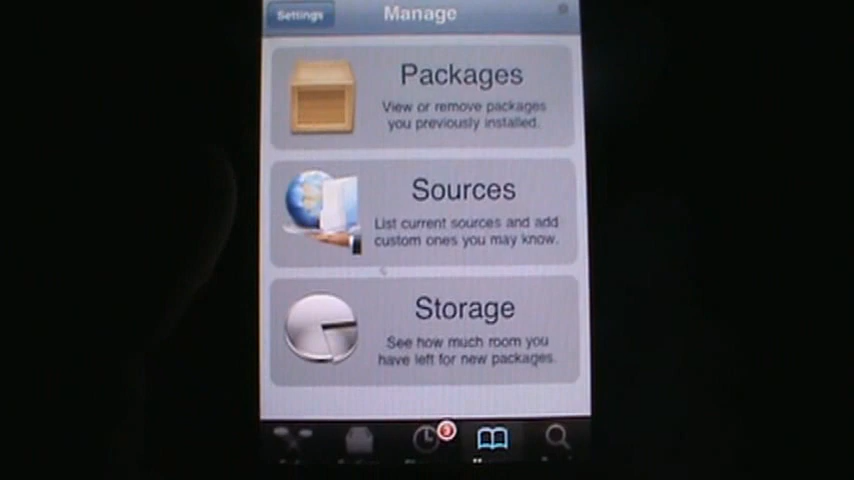 Settings
Manage
Packages
View or remove packages
you previously installed.
Sources
List current sources and add
custom ones you may know.
Storage
See how much room you
have left for new packages.
3